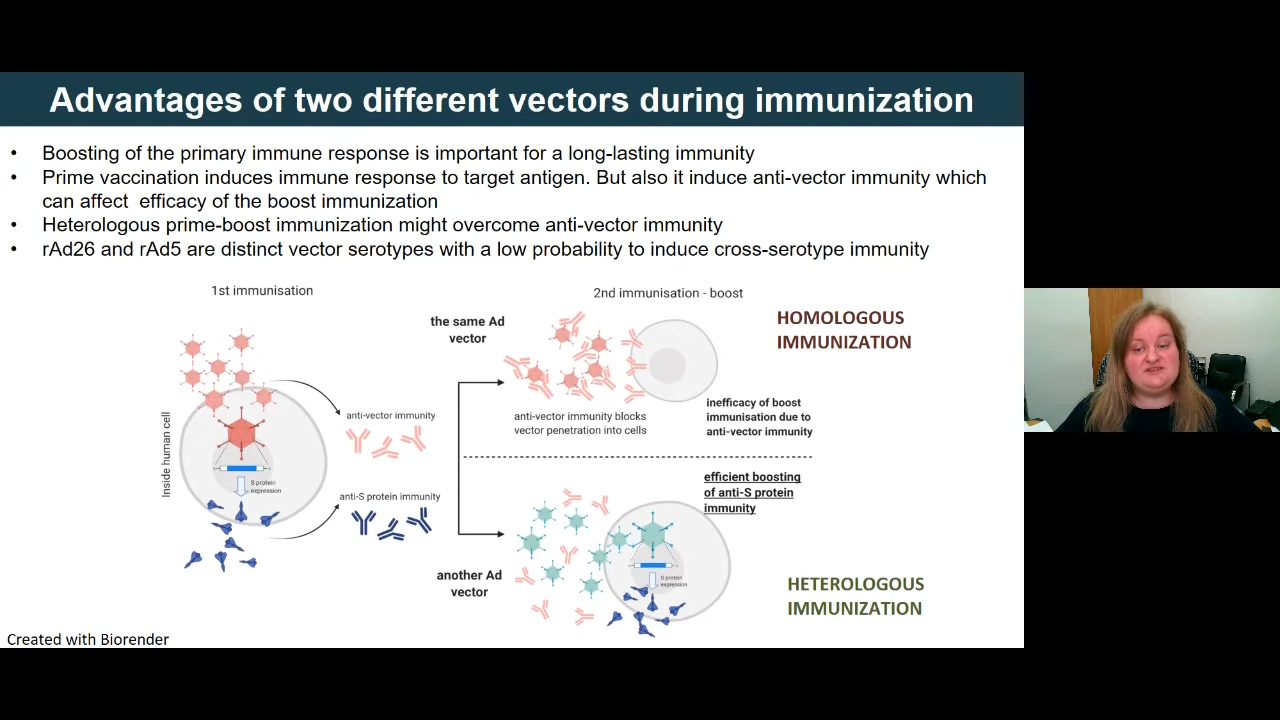 Advantages of two different vectors during immunization
• Boosting of the primary immune response is important for a long-lasting immunity
• Prime vaccination induces immune response to target antigen. But also it induce anti-vector immunity which
can affect efficacy of the boost immunization
• Heterologous prime-boost immunization might overcome anti-vector immunity
• rAd26 and rAd5 are distinct vector serotypes with a low probability to induce cross-serotype immunity
1st immunisation
Inside human cell
S protein
expression
anti-vector immunity
anti-S protein immunity
2nd immunisation - boost
the same Ad
vector
HOMOLOGOUS
IMMUNIZATION
anti-vector immunity blocks
vector penetration into cells
inefficacy of boost
immunisation due to
anti-vector immunity
efficient boosting
of anti-S protein
immunity
another Ad
vector
S protein
expression
HETEROLOGOUS
IMMUNIZATION
Created with Biorender